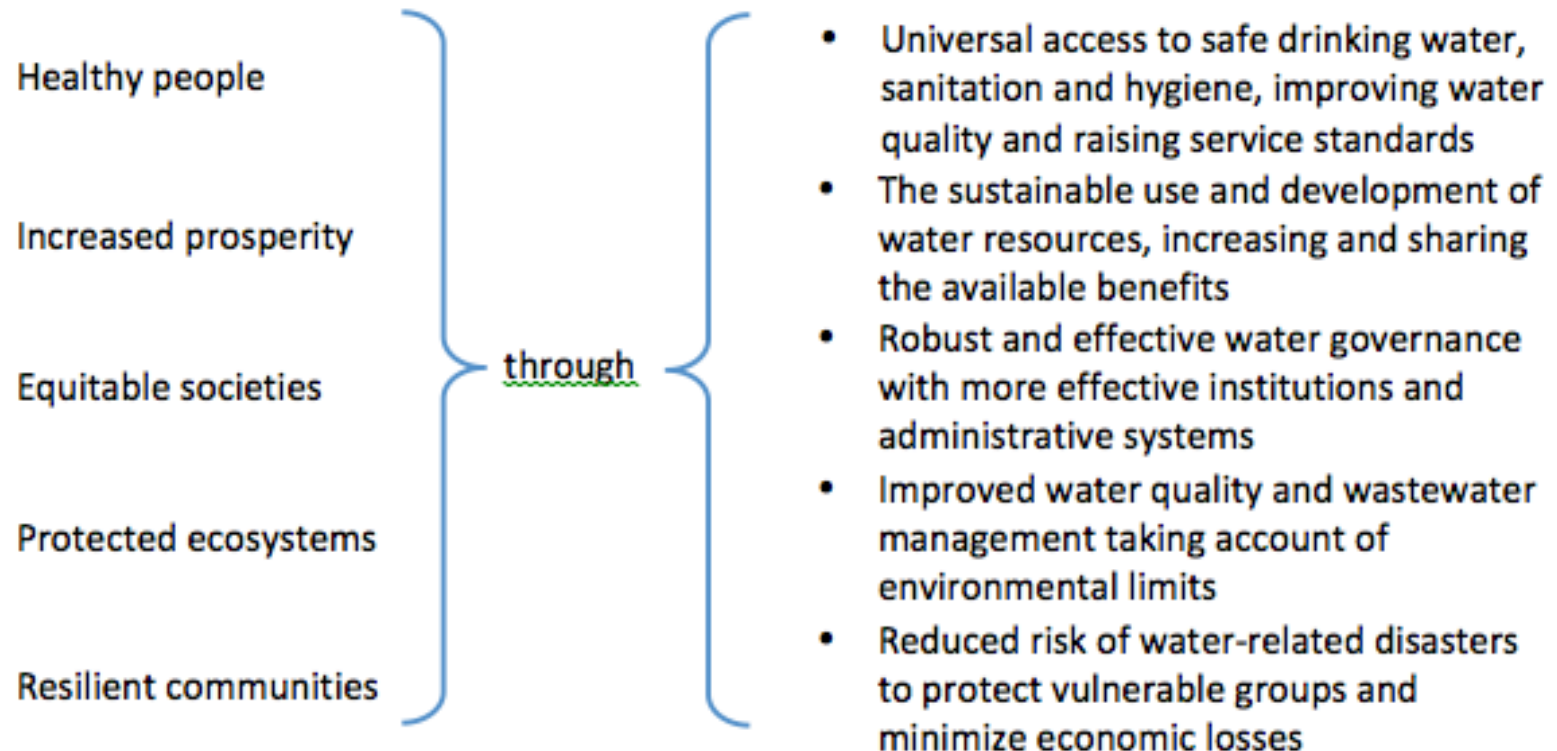 Healthy people
Increased prosperity
Equitable societies
Protected ecosystems
Resilient communities
through
• Universal access to safe drinking water,
sanitation and hygiene, improving water
quality and raising service standards
• The sustainable use and development of
water resources, increasing and sharing
the available benefits
• Robust and effective water governance
with more effective institutions and
administrative systems
• Improved water quality and wastewater
management taking account of
environmental limits
• Reduced risk of water-related disasters
to protect vulnerable groups and
minimize economic losses